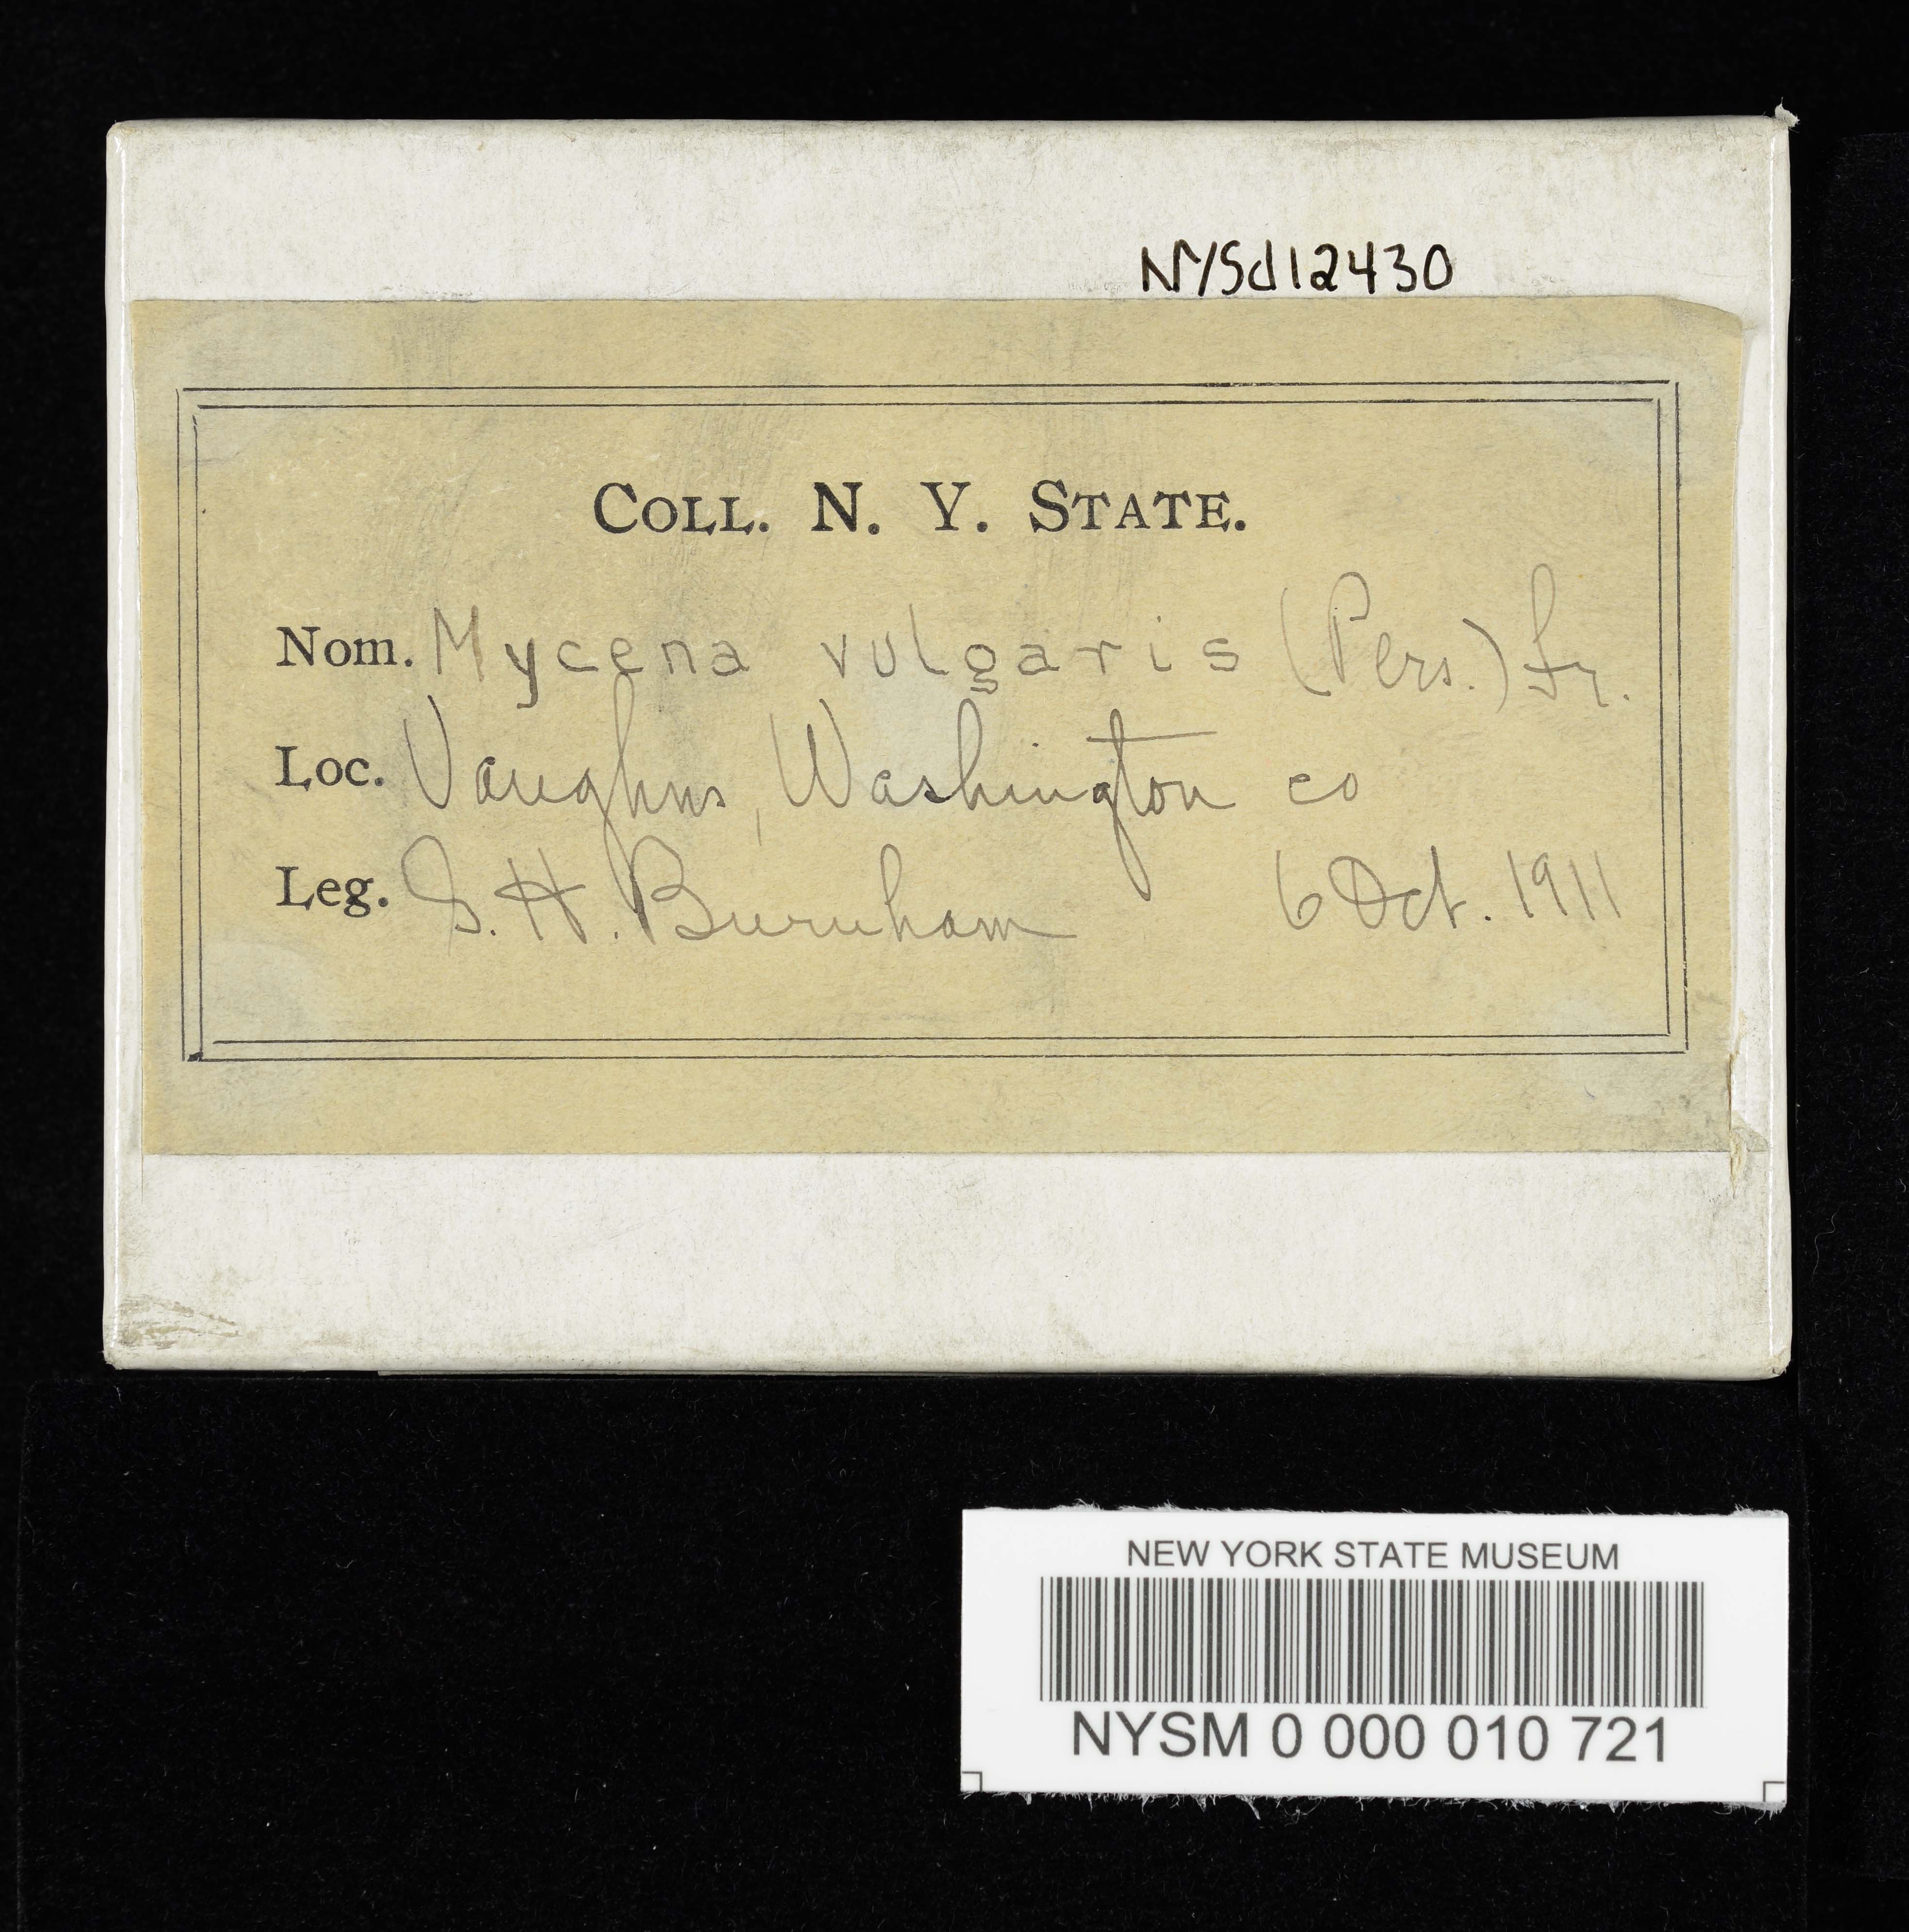 NYSd12430
COLL. N. Y. STATE.
Nom. Mycena vulgaris (Pers.) Fr.
Loc. Vaughns, Washington co
Leg. S. H. Burnham 6 Oct. 1911
NEW YORK STATE MUSEUM
NYSM 0 000 010 721